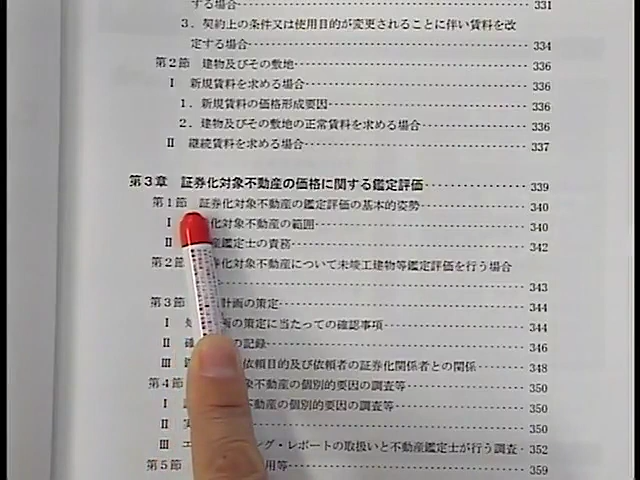 する場合 331
3．契約上の条件又は使用目的が変更されることに伴い賃料を改
定する場合 334
第2節 建物及びその敷地 336
Ⅰ 新規賃料を求める場合 336
1．新規賃料の価格形成要因 336
2．建物及びその敷地の正常賃料を求める場合 336
Ⅱ 継続賃料を求める場合 337
第3章 証券化対象不動産の価格に関する鑑定評価 339
第1節 証券化対象不動産の鑑定評価の基本的姿勢 340
Ⅰ 化対象不動産の範囲 340
Ⅱ 産鑑定士の責務 342
第2節 券化対象不動産について未竣工建物等鑑定評価を行う場合
343
第3節 計画の策定 344
Ⅰ 画の策定に当たっての確認事項 344
Ⅱ の記録 346
Ⅲ 依頼目的及び依頼者の証券化関係者との関係 348
第4節 象不動産の個別的要因の調査等 350
Ⅰ 動産の個別的要因の調査等 350
Ⅱ 350
Ⅲ エ ング・レポートの取扱いと不動産鑑定士が行う調査 352
第5節 用等 359